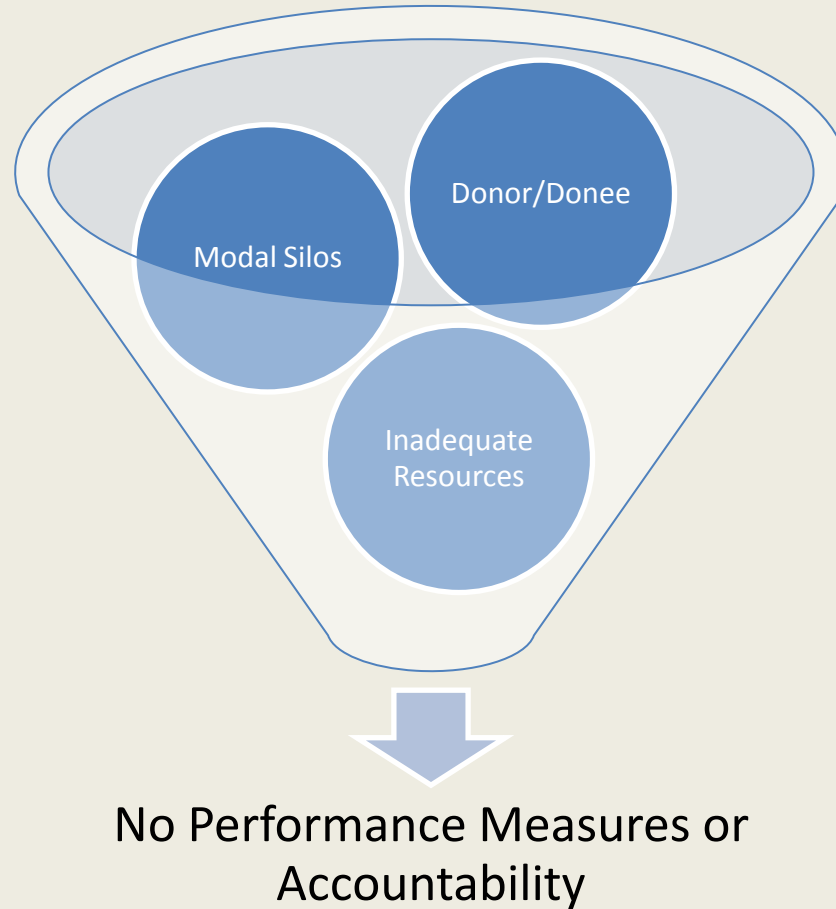 Donor/Donee
Modal Silos
Inadequate
Resources
No Performance Measures or
Accountability